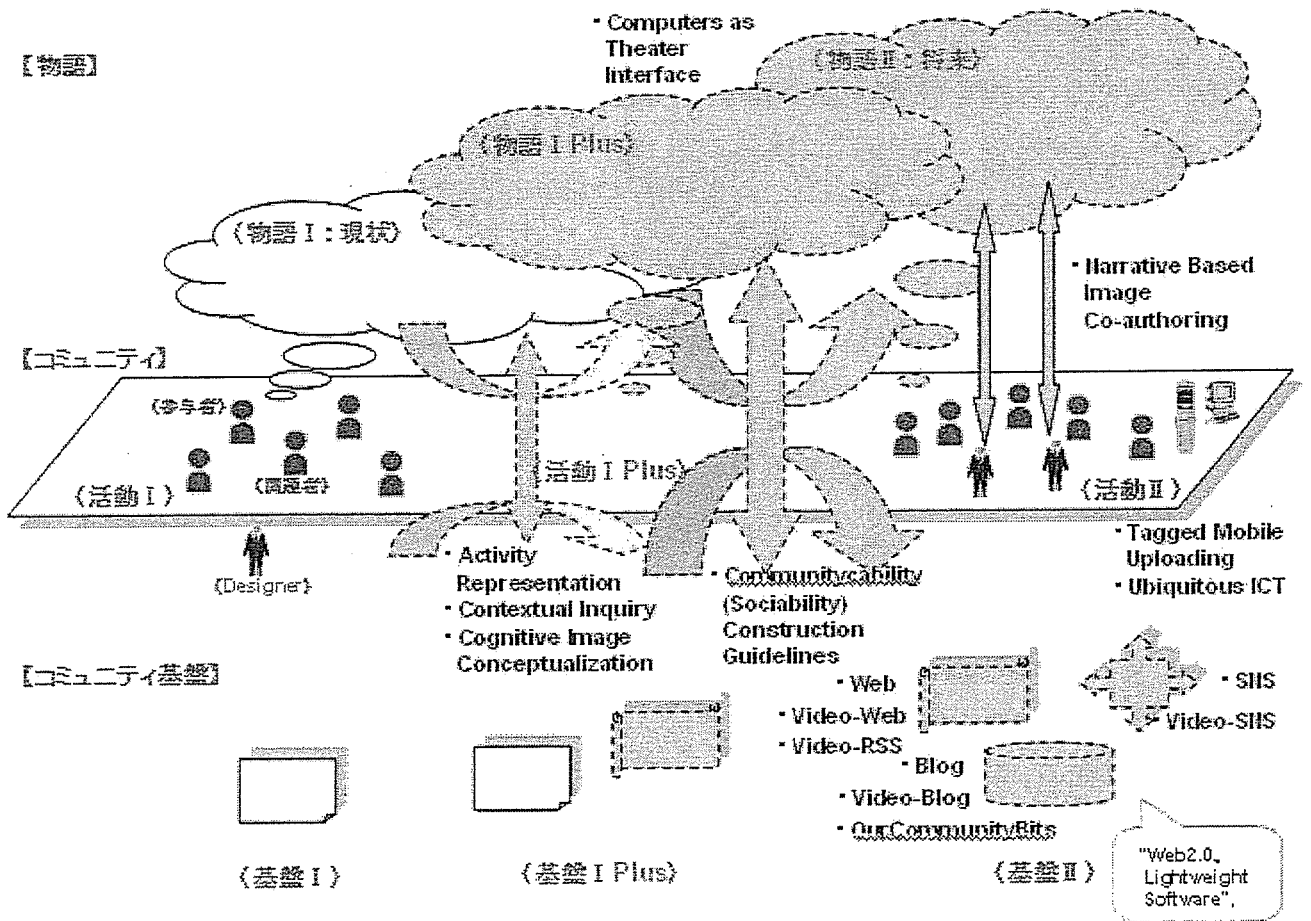 ・Computers as
Theater
Interface
【物語】
{物語Ⅱ:将来}
{物語Ⅰ Plus}
{物語Ⅰ:現状}
・Narrative Based
Image
Co-authoring
【コミュニティ】
{参与者}
{活動Ⅰ}
{活動Ⅰ Plus}
{活動Ⅱ}
{Designer}
・Activity
Representation
・Contextual Inquiry
・Cognitive Image
Conceptualization
・Communitycability
(Sociability)
Construction
Guidelines
・Tagged Mobile
Uploading
・Ubiquitous ICT
【コミュニティ基盤】
・Web
・Video-Web
・Video-RSS
・SNS
・Video-SNS
・Blog
・Video-Blog
・OurCommunityBits
{基盤Ⅰ}
{基盤Ⅰ Plus}
{基盤Ⅱ}
"Web2.0,
Lightweight
Software",